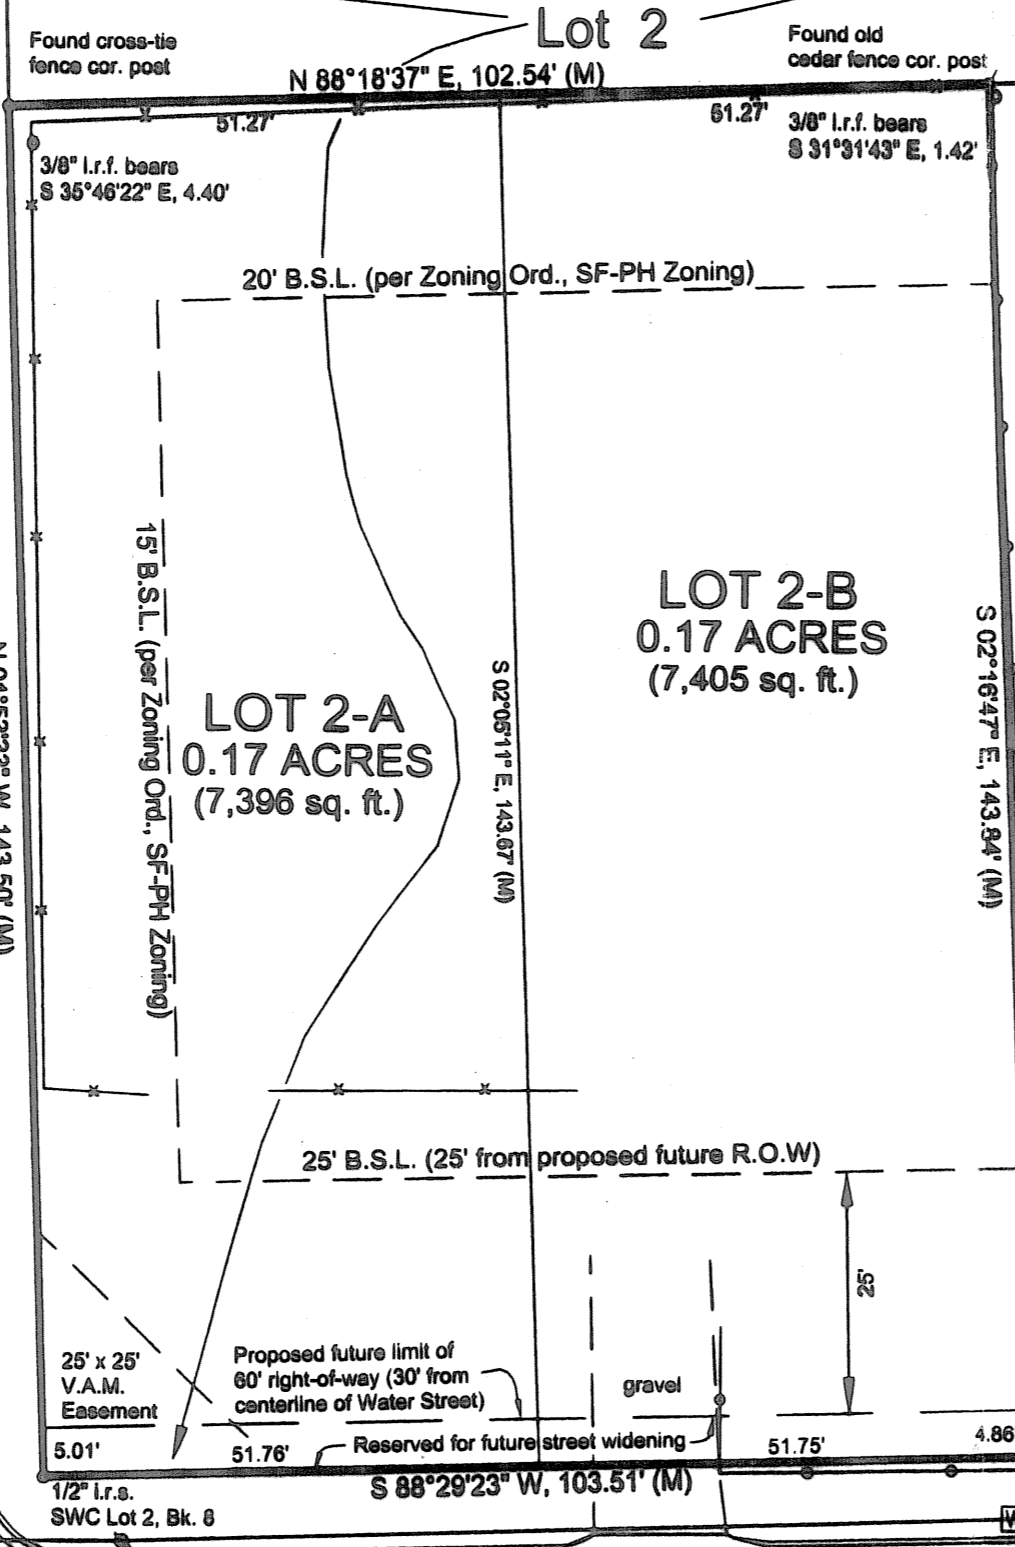 Lot 2
Found cross-tie
fence cor. post
Found old
cedar fence cor. post
N 88°18'37" E, 102.54' (M)
51.27'
51.27'
3/8" i.r.f. bears
S 31°31'43" E, 1.42'
3/8" i.r.f. bears
S 35°46'22" E, 4.40'
20' B.S.L. (per Zoning Ord., SF-PH Zoning)
15' B.S.L. (per Zoning Ord., SF-PH Zoning)
LOT 2-B
0.17 ACRES
(7,405 sq. ft.)
S 02°16'47" E, 143.84' (M)
S 02°05'11" E, 143.67' (M)
LOT 2-A
0.17 ACRES
(7,396 sq. ft.)
W, 143.50' (M)
25' B.S.L. (25' from proposed future R.O.W)
25'
25' x 25'
V.A.M.
Easement
Proposed future limit of
60' right-of-way (30' from
centerline of Water Street)
gravel
5.01'
51.76'
Reserved for future street widening
51.75'
4.86
S 88°29'23" W, 103.51' (M)
1/2" i.r.s.
SWC Lot 2, Bk. 8